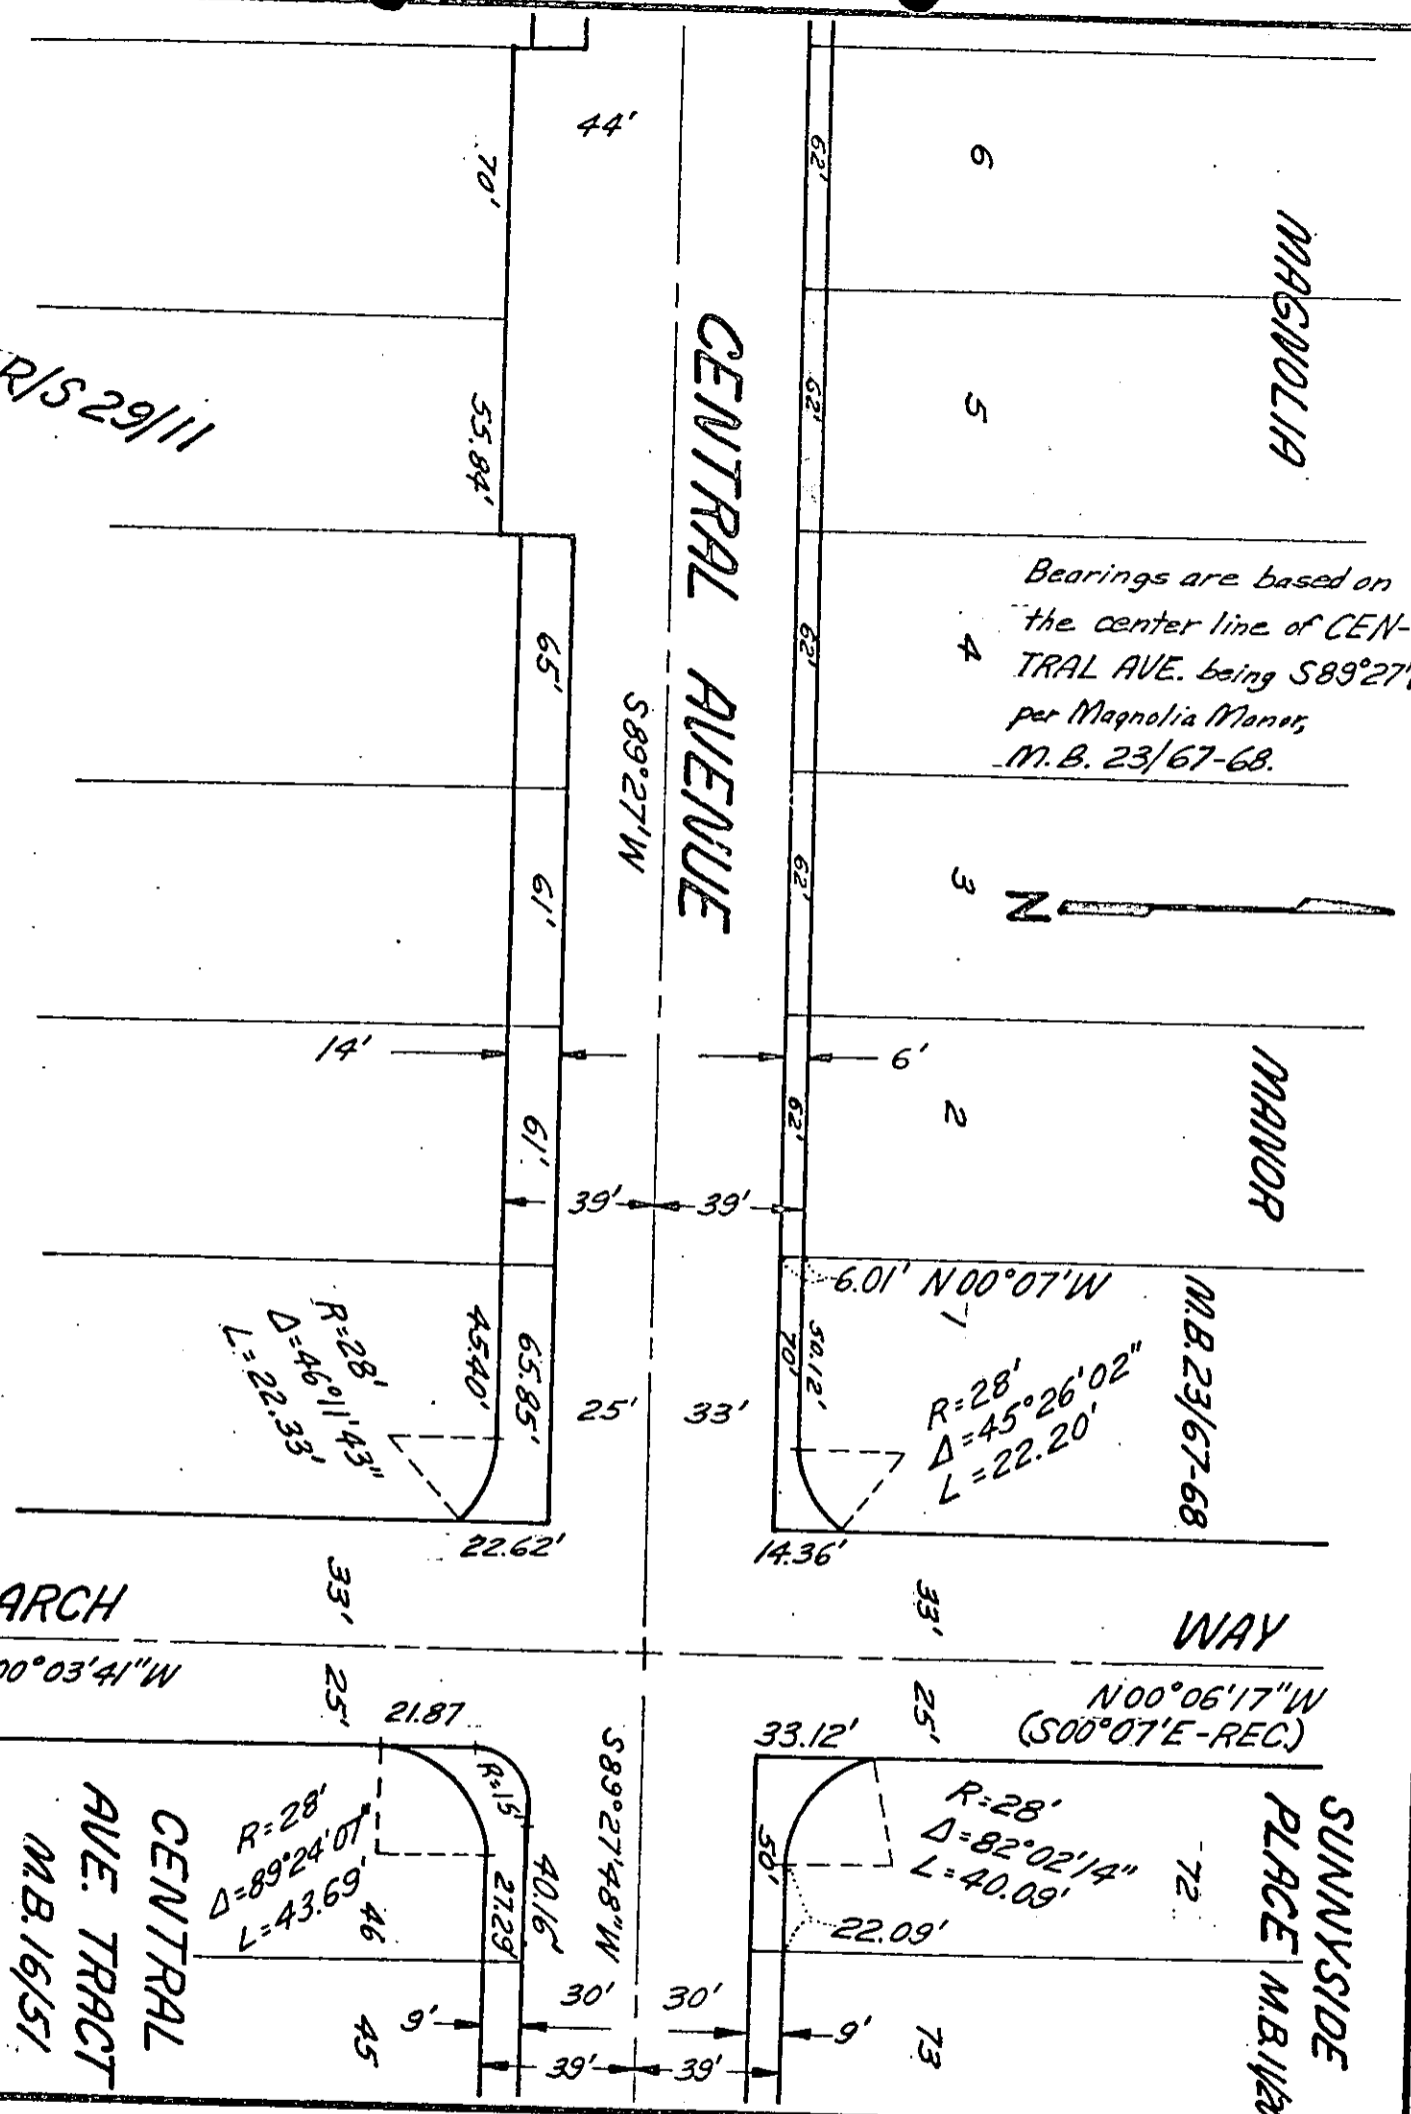 44'
70'
62'
6
MAGNOLIA
R/S 29/11
55.84'
CENTRAL AVENUE
62'
5
Bearings are based on
the center line of CEN-
TRAL AVE. being S89°27'
per Magnolia Manor,
M.B. 23/67-68.
65'
S89°27'W
62'
4
61'
62'
3
N
14'
6'
61'
62'
2
MANOR
39'
39'
6.01' N00°07'W
1
M.B. 23/67-68
R=28'
Δ=46°11'43"
L=22.33'
45.40'
65.85'
25'
33'
70'
50.12'
R=28'
Δ=45°26'02"
L=22.20'
22.62'
14.36'
33'
33'
ARCH
WAY
00°03'41"W
25'
25'
N00°06'17"W
(S00°07'E-REC.)
21.87
33.12'
S89°27'48"W
R=15'
R=28'
Δ=89°24'07"
L=43.69'
46
27.29'
40.16'
50'
R=28'
Δ=82°02'14"
L=40.09'
22.09'
72
SUNNYSIDE
PLACE M.B.
CENTRAL
AVE. TRACT
M.B. 16/51
45
9'
30'
30'
9'
73
39'
39'